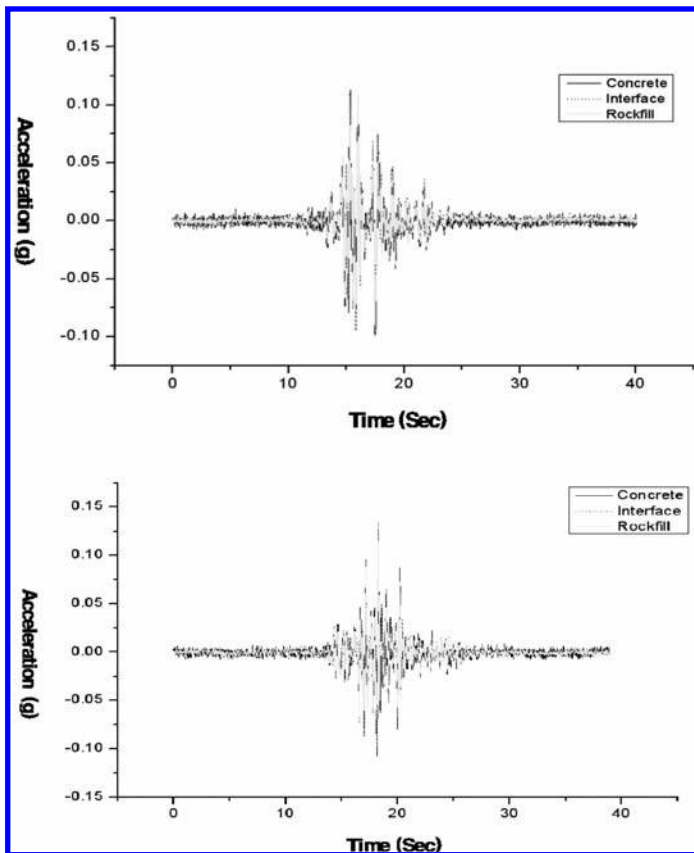 0.15
Concrete
Interface
Rockfill
0.10
0.05
0.00
-0.05
-0.10
Acceleration (g)
0 10 20 30 40
Time (Sec)
0.15
Concrete
Interface
Rockfill
0.10
0.05
0.00
-0.05
-0.10
-0.15
Acceleration (g)
0 10 20 30 40
Time (Sec)